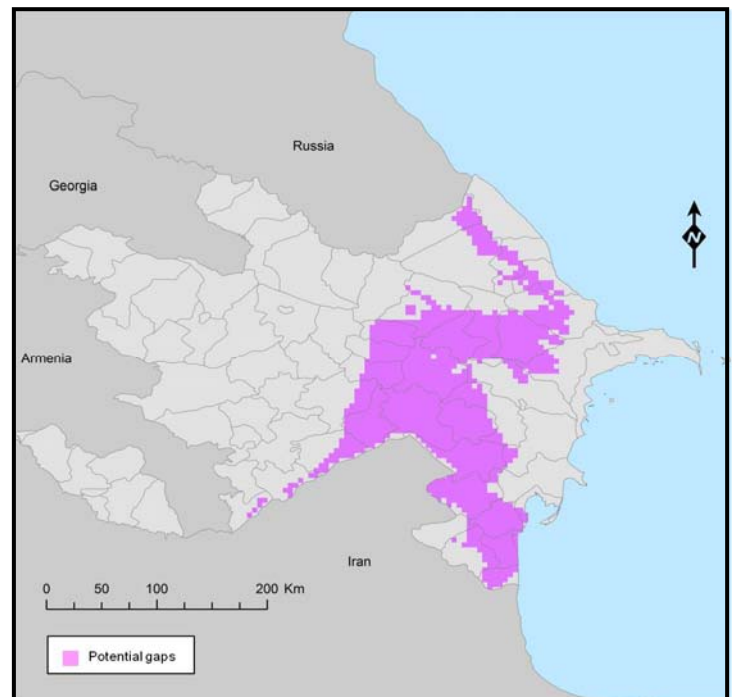 Russia
Georgia
N
Armenia
Iran
0 50 100 200 Km
Potential gaps